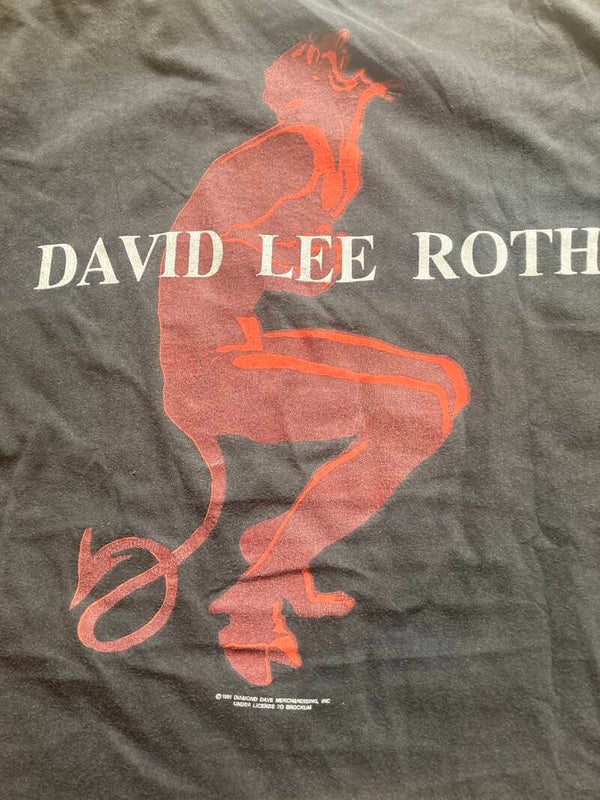 DAVID LEE ROTH
©1991 DIAMOND DAVE MERCHANDISING, INC
UNDER LICENSE TO BROCKUM